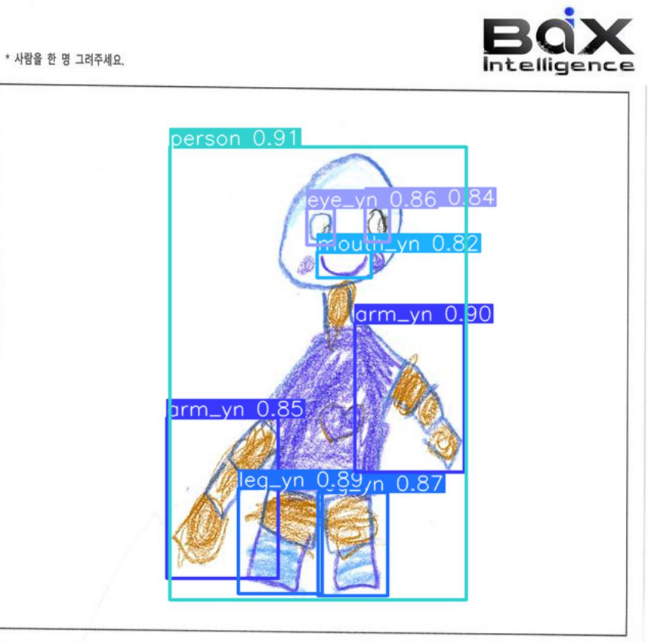 BaiX
Intelligence
* 사람을 한 명 그려주세요.
person 0.91
eye_yn 0.86 0.84
mouth_yn 0.82
arm_yn 0.90
arm_yn 0.85
leg_yn 0.89
0.87